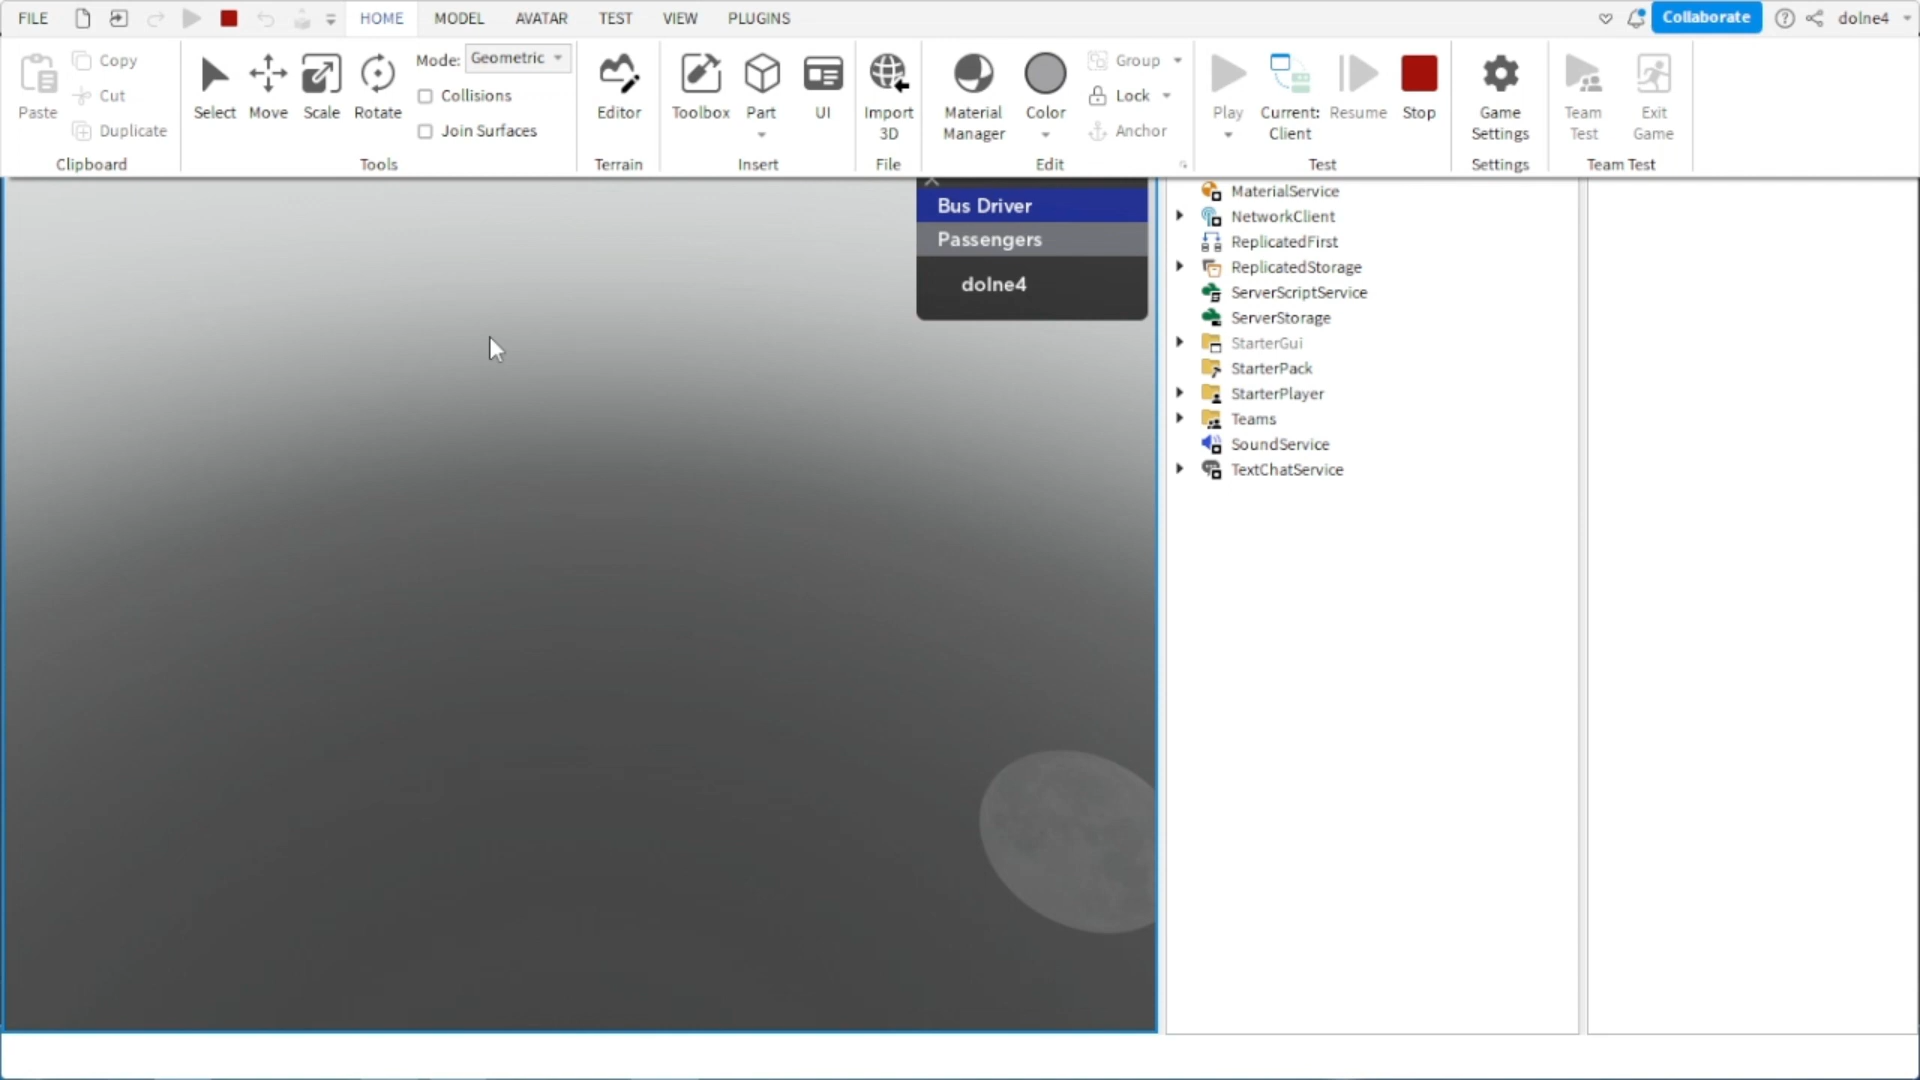 FILE
HOME
MODEL
AVATAR
TEST
VIEW
PLUGINS
Collaborate
dolne4
Paste
Copy
Cut
Duplicate
Clipboard
Select
Move
Scale
Rotate
Mode: Geometric
Collisions
Join Surfaces
Tools
Editor
Terrain
Toolbox
Part
UI
Insert
Import
3D
File
Material
Manager
Color
Group
Lock
Anchor
Edit
Play
Current:
Client
Resume
Stop
Test
Game
Settings
Settings
Team
Test
Exit
Game
Team Test
Bus Driver
Passengers
dolne4
MaterialService
NetworkClient
ReplicatedFirst
ReplicatedStorage
ServerScriptService
ServerStorage
StarterGui
StarterPack
StarterPlayer
Teams
SoundService
TextChatService